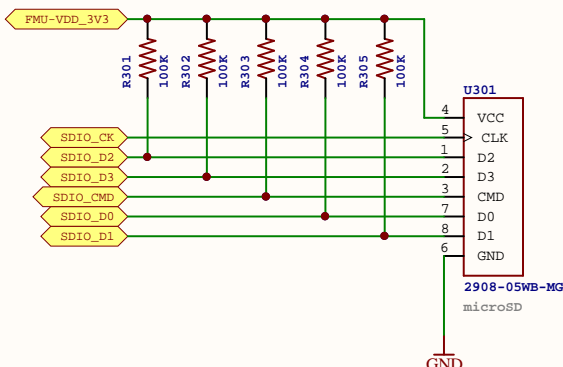 FMU-VDD_3V3
R301
100K
R302
100K
R303
100K
R304
100K
R305
100K
U301
SDIO_CK
SDIO_D2
SDIO_D3
SDIO_CMD
SDIO_D0
SDIO_D1
4 VCC
5 CLK
1 D2
2 D3
3 CMD
7 D0
8 D1
6 GND
2908-05WB-MG
microSD
GND